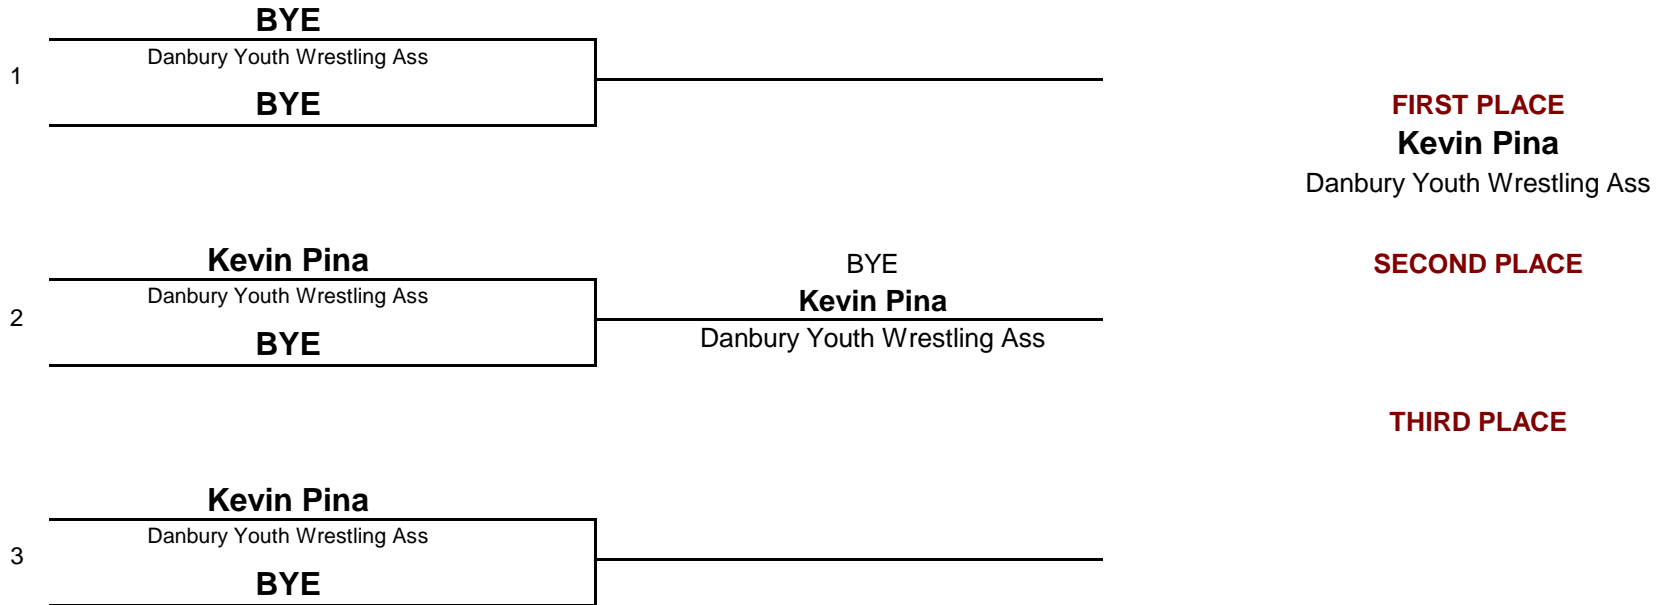 BYE
Danbury Youth Wrestling Ass
1
BYE
FIRST PLACE
Kevin Pina
Danbury Youth Wrestling Ass
Kevin Pina
Danbury Youth Wrestling Ass
2
BYE
BYE
Kevin Pina
Danbury Youth Wrestling Ass
SECOND PLACE
THIRD PLACE
Kevin Pina
Danbury Youth Wrestling Ass
3
BYE